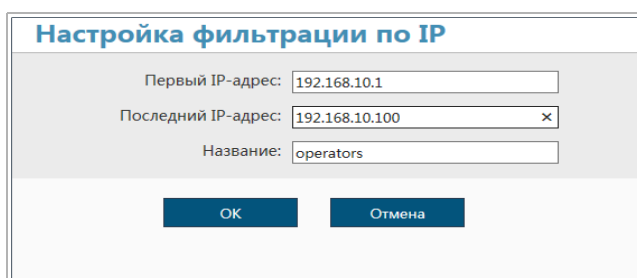 Настройка фильтрации по IP
Первый IP-адрес: 192.168.10.1
Последний IP-адрес: 192.168.10.100 ×
Название: operators
OK Отмена